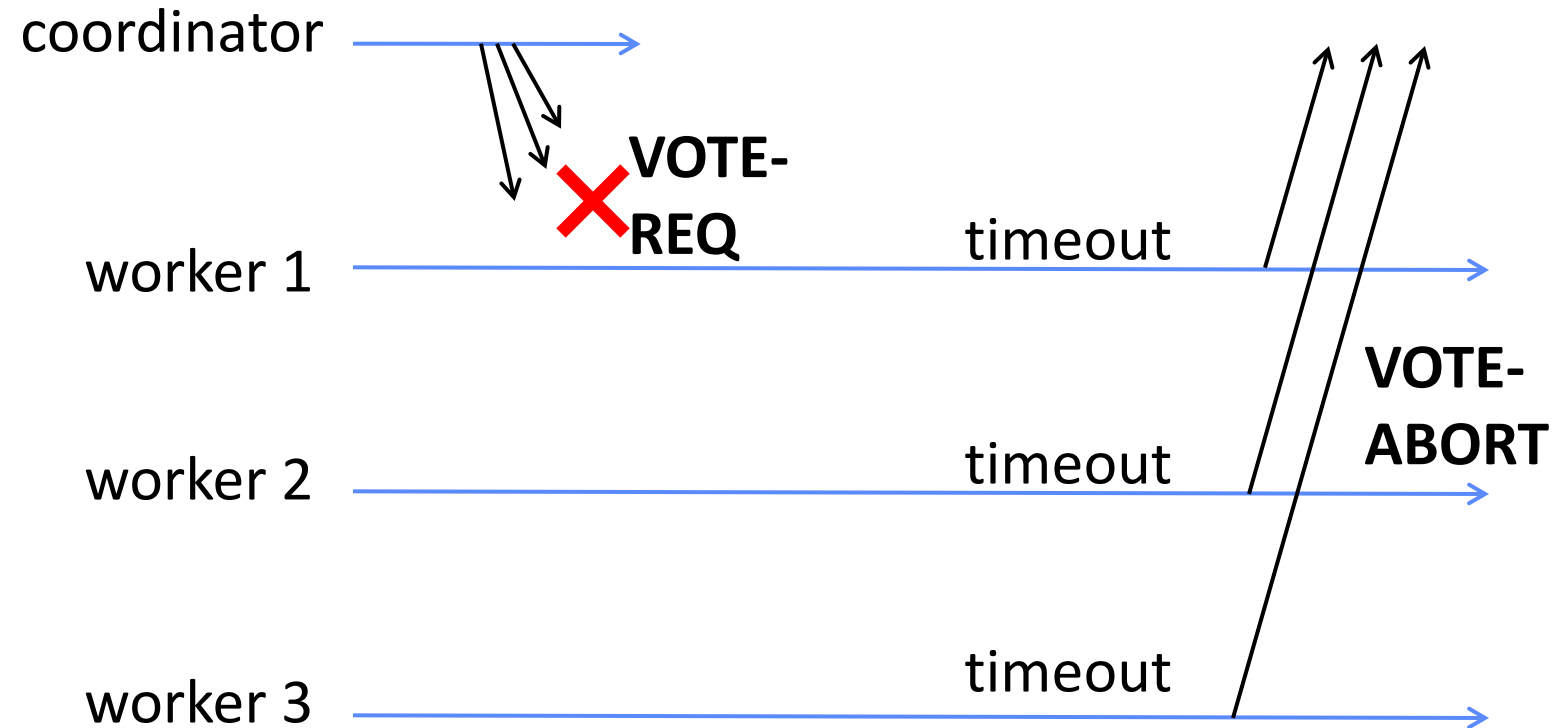 coordinator
VOTE-
REQ
timeout
worker 1
VOTE-
ABORT
timeout
worker 2
timeout
worker 3